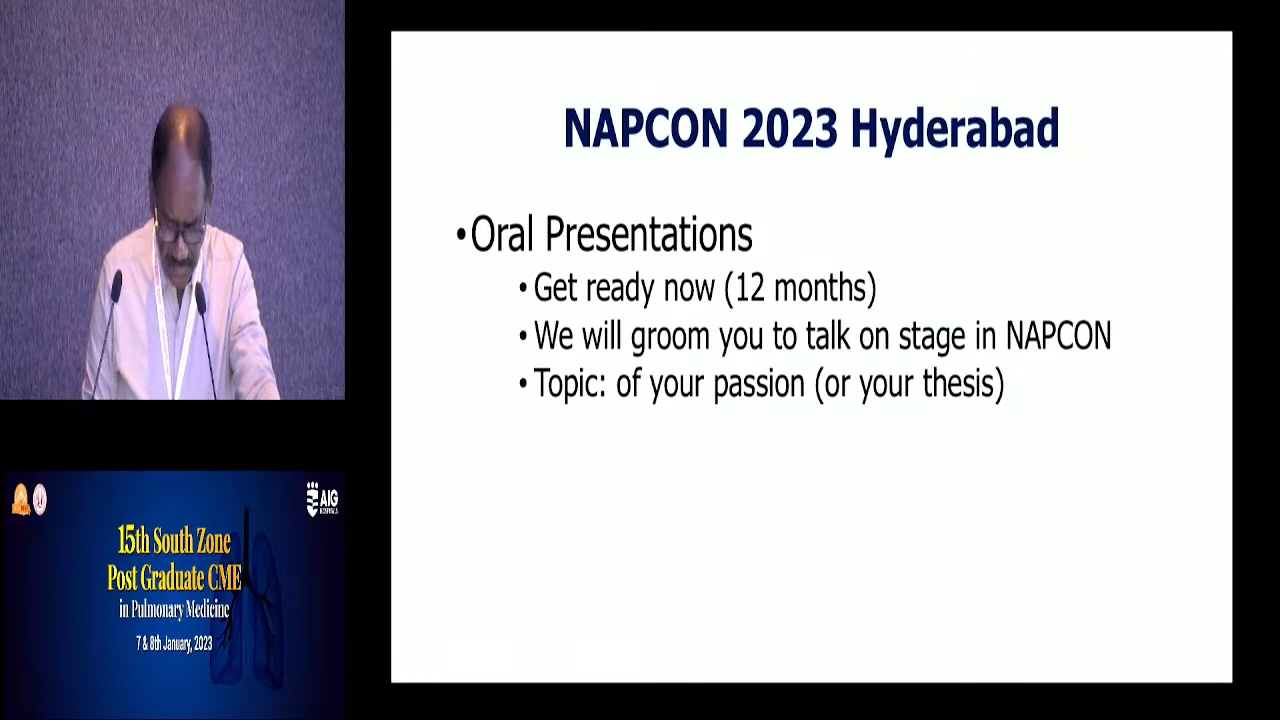 NAPCON 2023 Hyderabad
•Oral Presentations
•Get ready now (12 months)
•We will groom you to talk on stage in NAPCON
•Topic: of your passion (or your thesis)
AIG
HOSPITALS
15th South Zone
Post Graduate CME
in Pulmonary Medicine
7 & 8th January, 2023